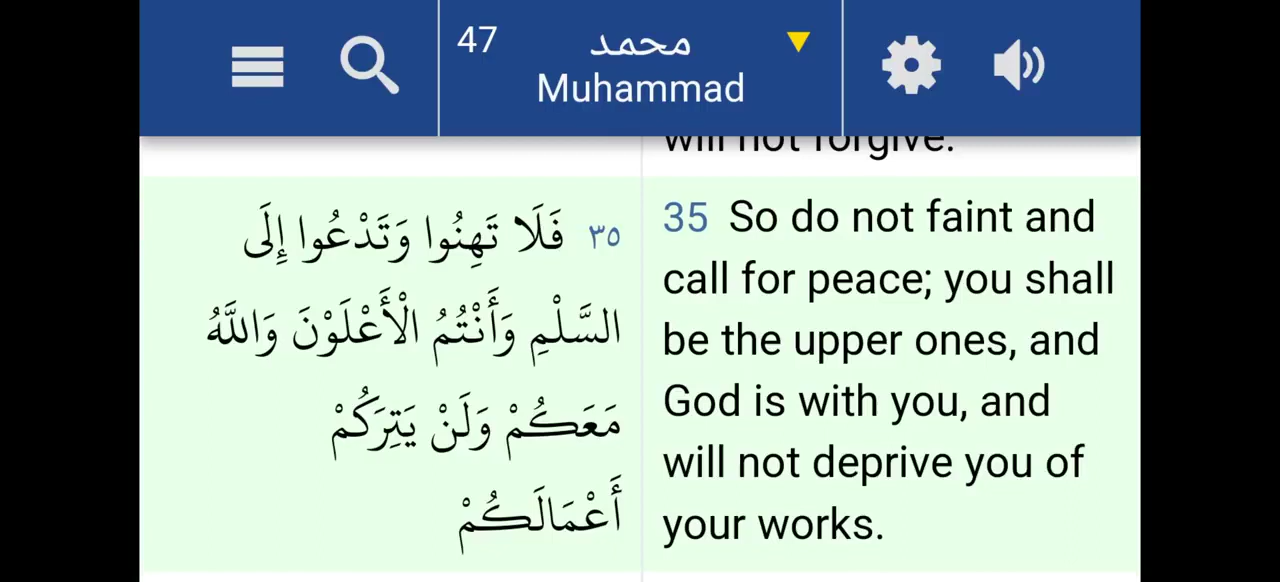 47
محمد
Muhammad
will not forgive.
٣٥ فَلَا تَهِنُوا وَتَدْعُوا إِلَى
السَّلْمِ وَأَنْتُمُ الْأَعْلَوْنَ وَاللَّهُ
مَعَكُمْ وَلَنْ يَتِرَكُمْ
أَعْمَالَكُمْ
35 So do not faint and
call for peace; you shall
be the upper ones, and
God is with you, and
will not deprive you of
your works.